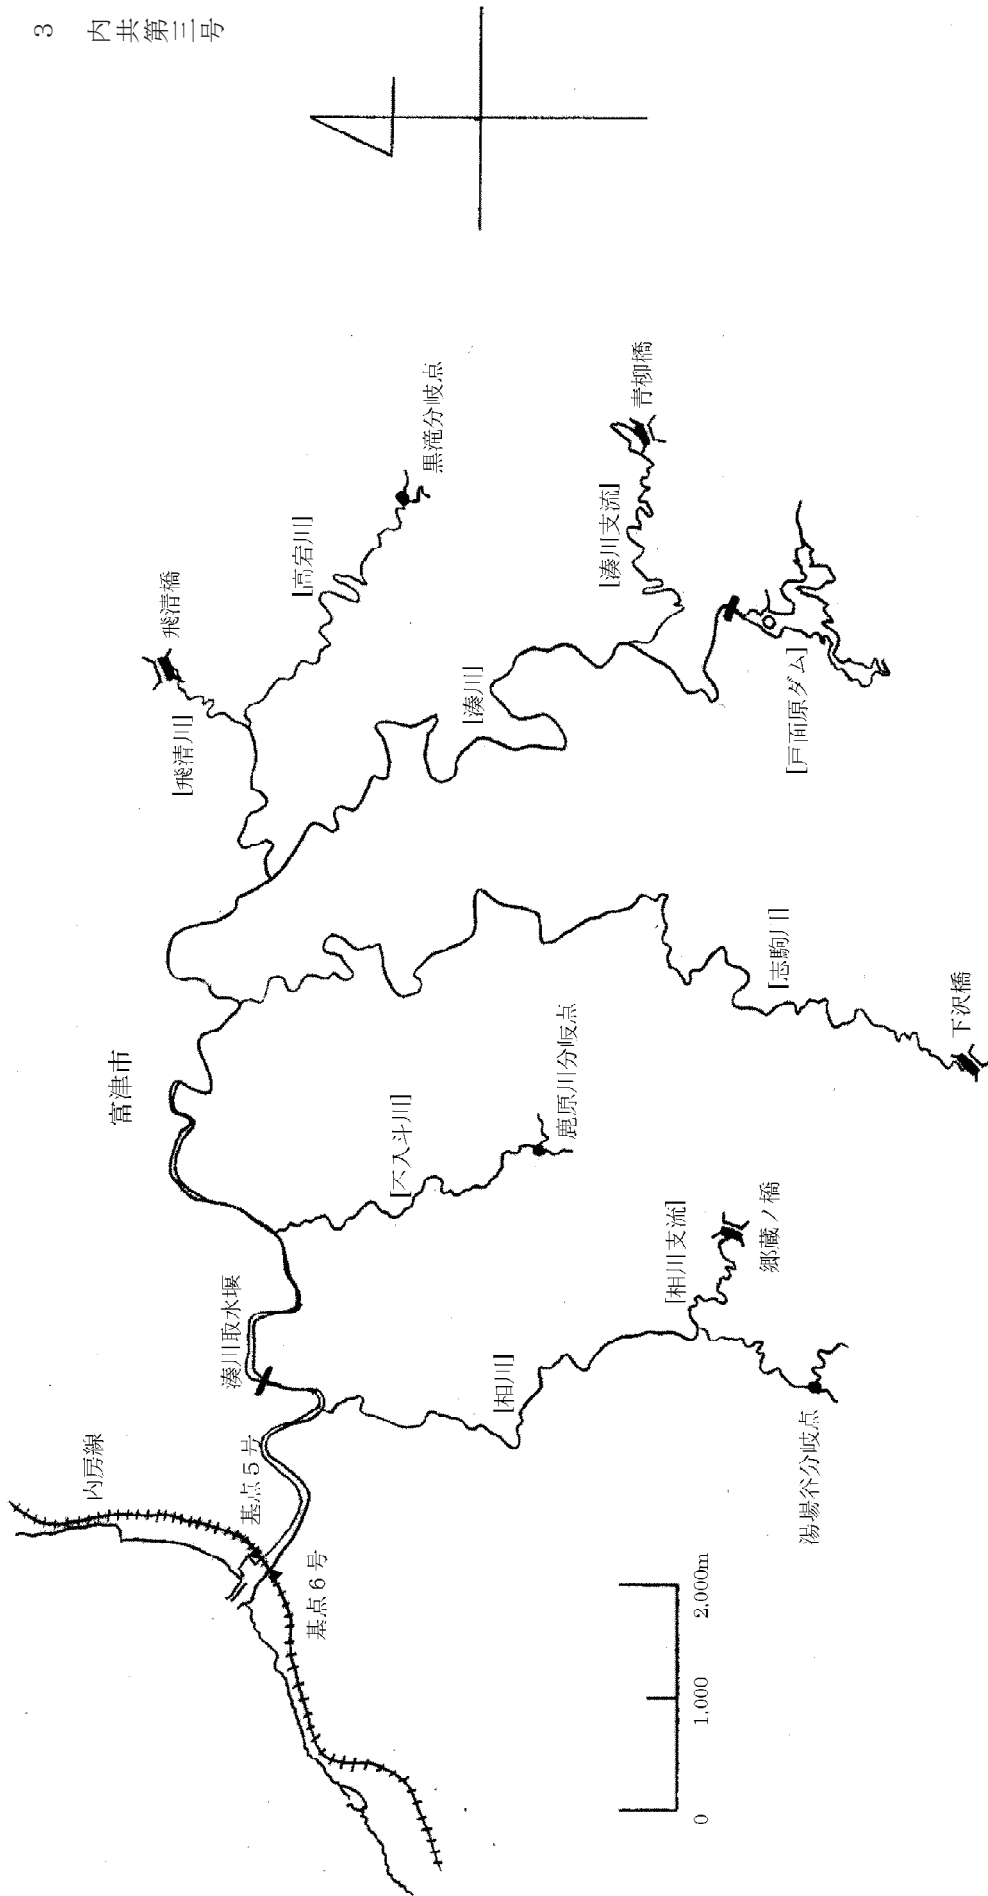 3 内共第三号
飛清橋
[飛清川]
[高宕川]
黒滝分岐点
[湊川支流]
青柳橋
[湊川]
[戸面原ダム]
富津市
[志駒川]
下沢橋
[不入斗川]
鹿原川分岐点
湊川取水堰
[相川支流]
郷蔵ノ橋
[相川]
湯場谷分岐点
内房線
基点5号
基点6号
0 1,000 2,000m